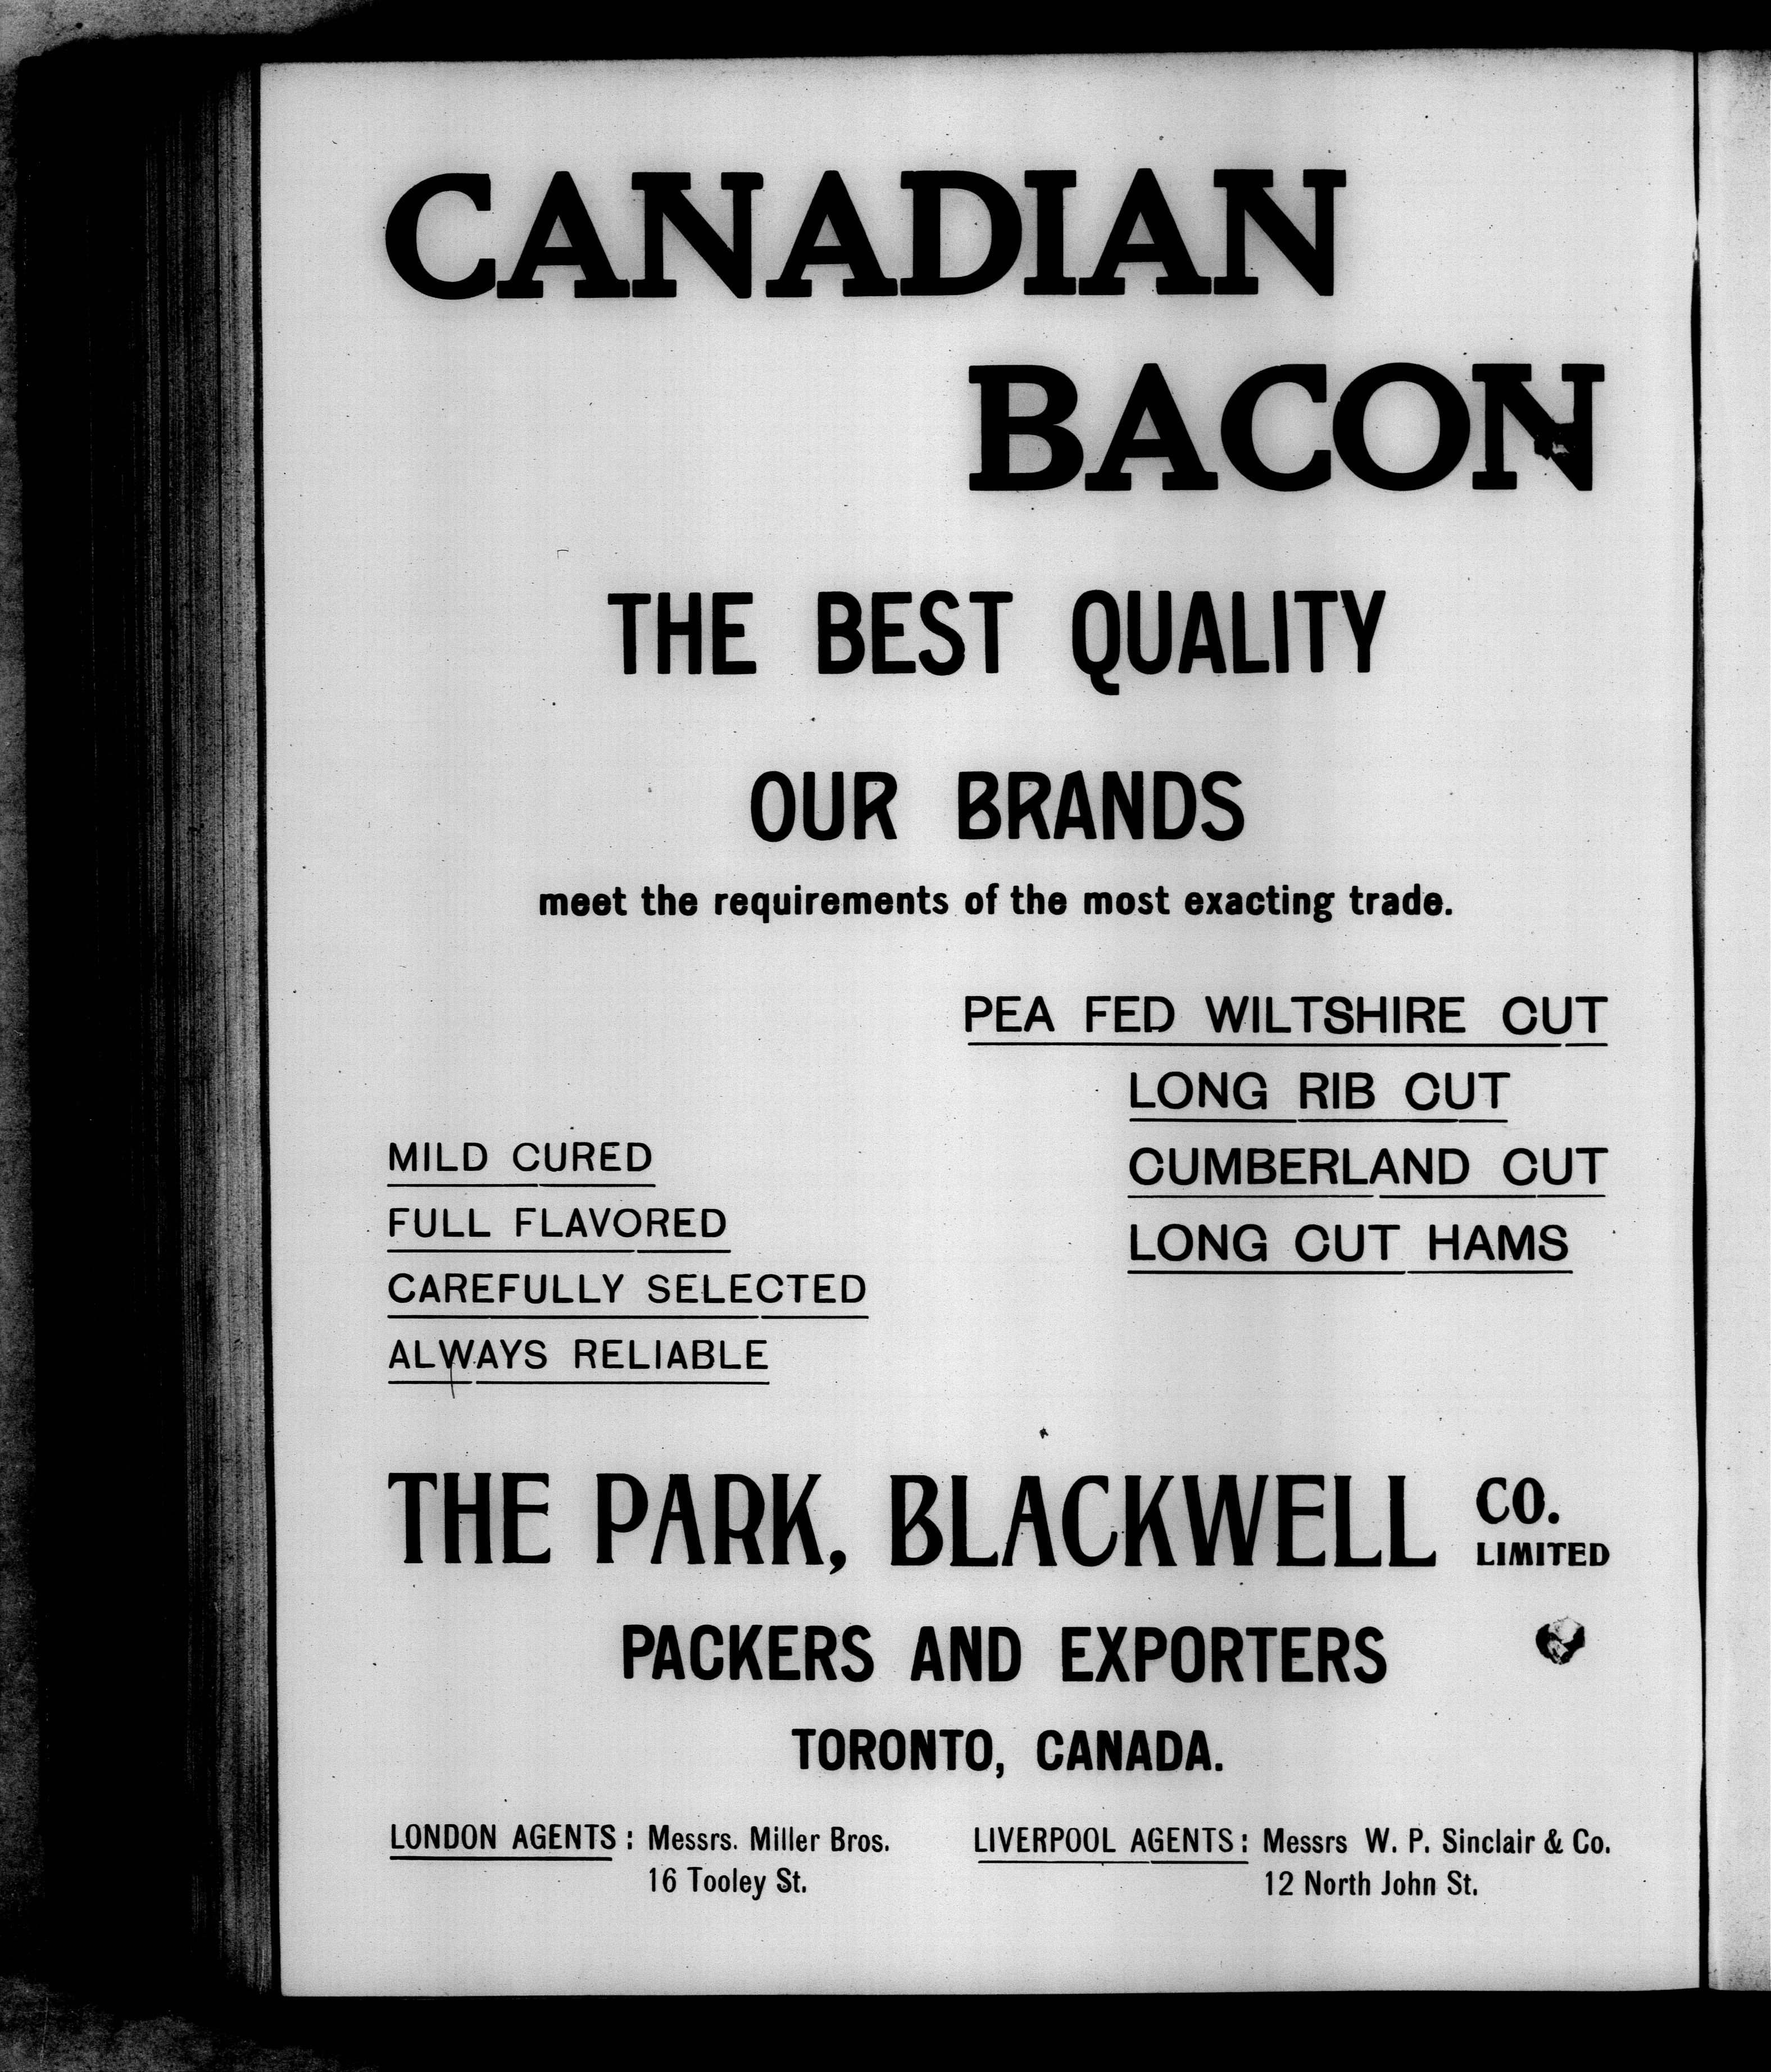 CANADIAN
BACON
THE BEST QUALITY
OUR BRANDS
meet the requirements of the most exacting trade.
PEA FED WILTSHIRE CUT
LONG RIB CUT
CUMBERLAND CUT
LONG CUT HAMS
MILD CURED
FULL FLAVORED
CAREFULLY SELECTED
ALWAYS RELIABLE
THE PARK, BLACKWELL CO. LIMITED
PACKERS AND EXPORTERS
TORONTO, CANADA.
LONDON AGENTS: Messrs. Miller Bros.
16 Tooley St.
LIVERPOOL AGENTS: Messrs W. P. Sinclair & Co.
12 North John St.